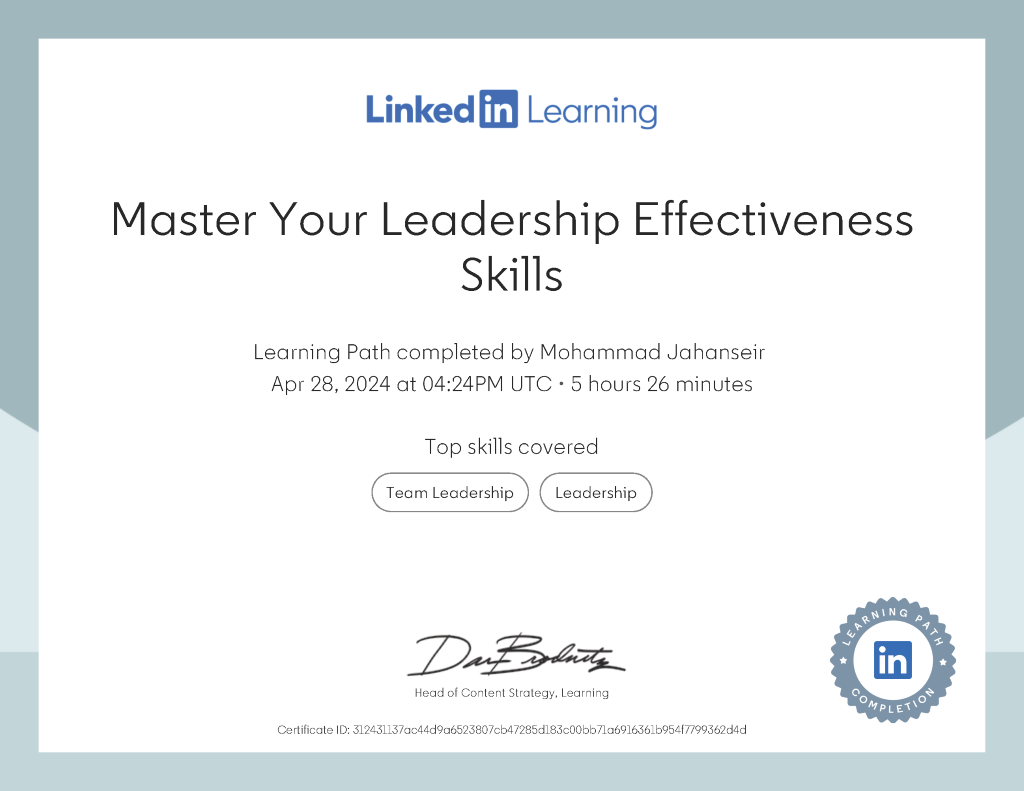 Linked in Learning
Master Your Leadership Effectiveness
Skills
Learning Path completed by Mohammad Jahanseir
Apr 28, 2024 at 04:24PM UTC • 5 hours 26 minutes
Top skills covered
Team Leadership
Leadership
Head of Content Strategy, Learning
LEARNING PATH
in
COMPLETION
Certificate ID: 312431137ac44d9a6523807cb47285d183c00bb71a6916361b954f7799362d4d